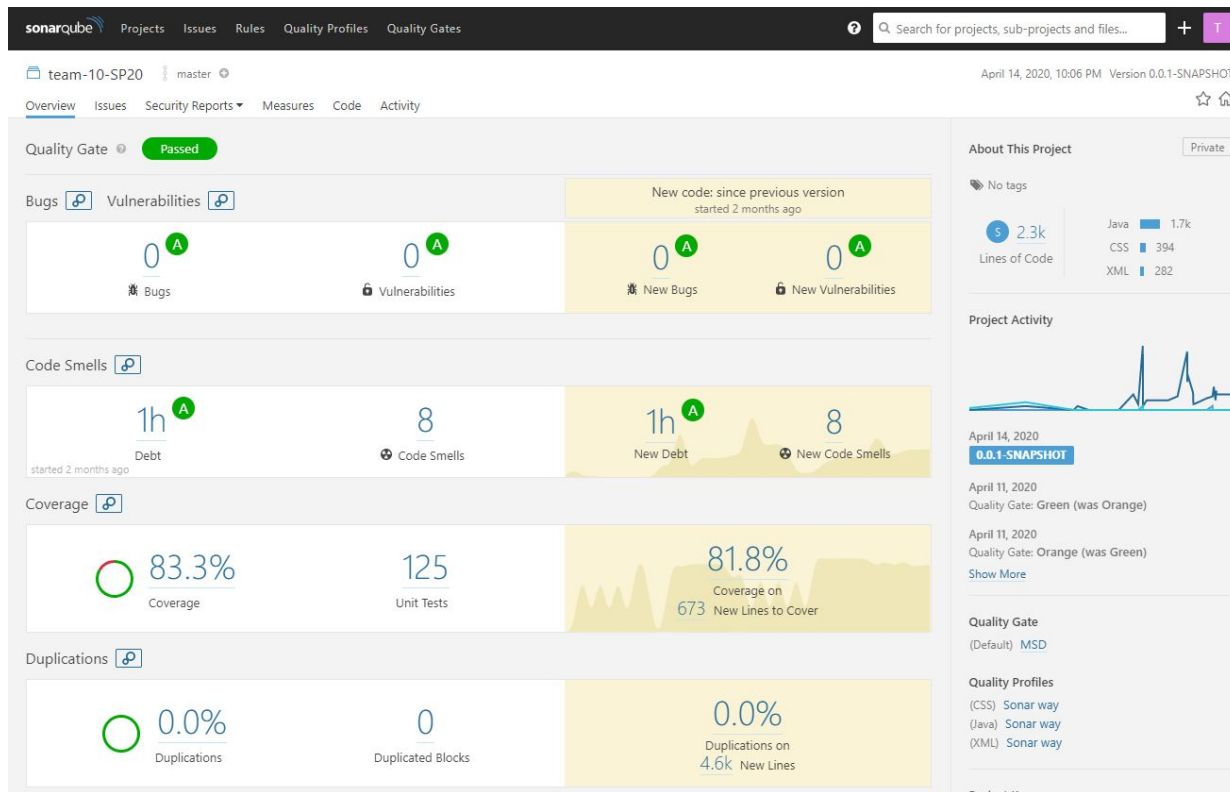 sonarqube Projects Issues Rules Quality Profiles Quality Gates ? Search for projects, sub-projects and files... + T
team-10-SP20 master
April 14, 2020, 10:06 PM Version 0.0.1-SNAPSHOT
Overview Issues Security Reports Measures Code Activity
Quality Gate ? Passed
Bugs Vulnerabilities
New code: since previous version
started 2 months ago
0 A 0 A 0 A 0 A
Bugs Vulnerabilities New Bugs New Vulnerabilities
Code Smells
1h A 8 1h A 8
Debt Code Smells New Debt New Code Smells
started 2 months ago
Coverage
83.3% 125 81.8%
Coverage Unit Tests Coverage on
673 New Lines to Cover
Duplications
0.0% 0 0.0%
Duplications Duplicated Blocks Duplications on
4.6k New Lines
About This Project Private
No tags
S 2.3k
Lines of Code
Java 1.7k
CSS 394
XML 282
Project Activity
April 14, 2020
0.0.1-SNAPSHOT
April 11, 2020
Quality Gate: Green (was Orange)
April 11, 2020
Quality Gate: Orange (was Green)
Show More
Quality Gate
(Default) MSD
Quality Profiles
(CSS) Sonar way
(Java) Sonar way
(XML) Sonar way